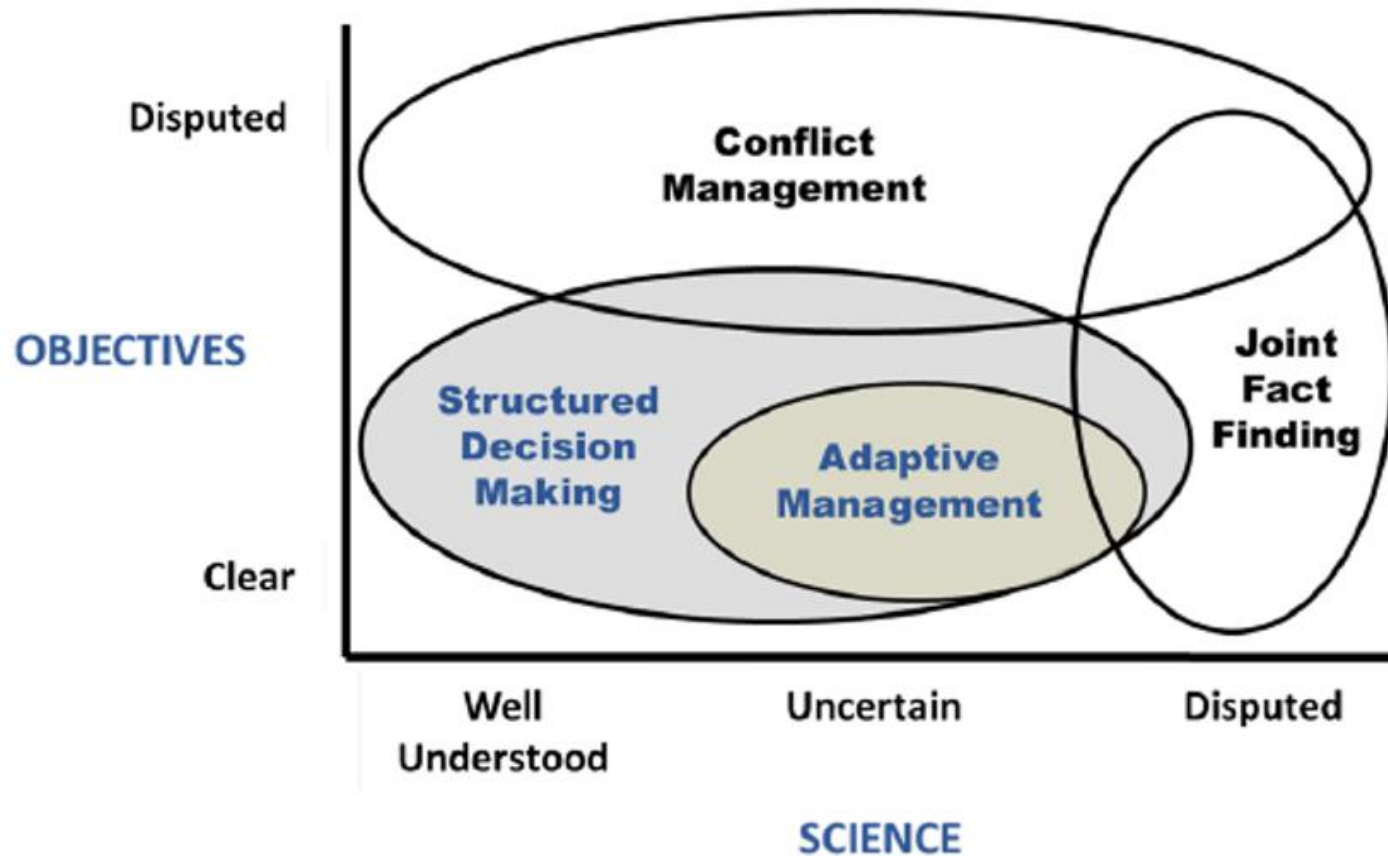 Disputed
Conflict
Management
OBJECTIVES
Joint
Fact
Finding
Structured
Decision
Making
Adaptive
Management
Clear
Well
Understood
Uncertain
Disputed
SCIENCE